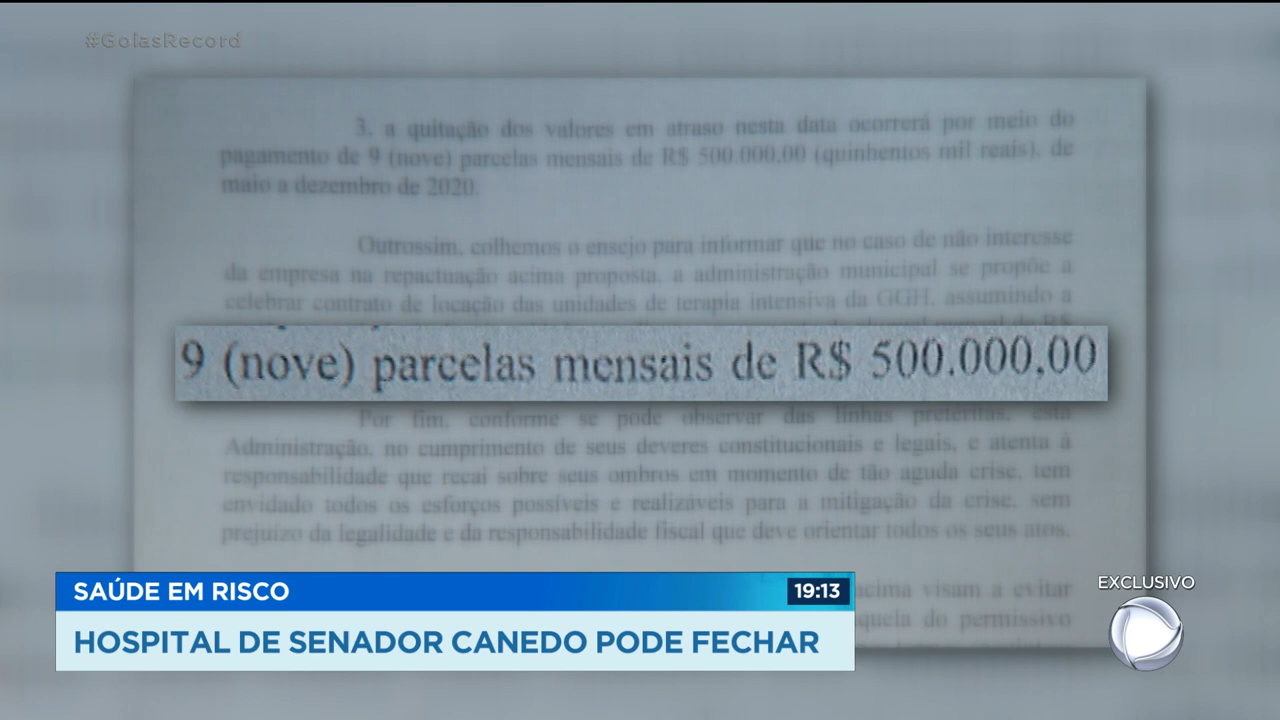 #GoiasRecord
3. a quitação dos valores em atraso nesta data ocorrerá por meio do
pagamento de 9 (nove) parcelas mensais de R$ 500.000,00 (quinhentos mil reais), de
maio a dezembro de 2020.
Outrossim, colhemos o ensejo para informar que no caso de não interesse
da empresa na repactuação acima proposta, a administração municipal se propõe a
celebrar contrato de locação das unidades de terapia intensiva da GGH, assumindo a
9 (nove) parcelas mensais de R$ 500.000,00
Por fim, conforme se pode observar das linhas pretéritas, esta
Administração, no cumprimento de seus deveres constitucionais e legais, e atenta à
responsabilidade que recai sobre seus ombros em momento de tão aguda crise, tem
envidado todos os esforços possíveis e realizáveis para a mitigação da crise, sem
prejuízo da legalidade e da responsabilidade fiscal que deve orientar todos os seus atos.
acima visam a evitar
do permissivo
SAÚDE EM RISCO
19:13
HOSPITAL DE SENADOR CANEDO PODE FECHAR
EXCLUSIVO